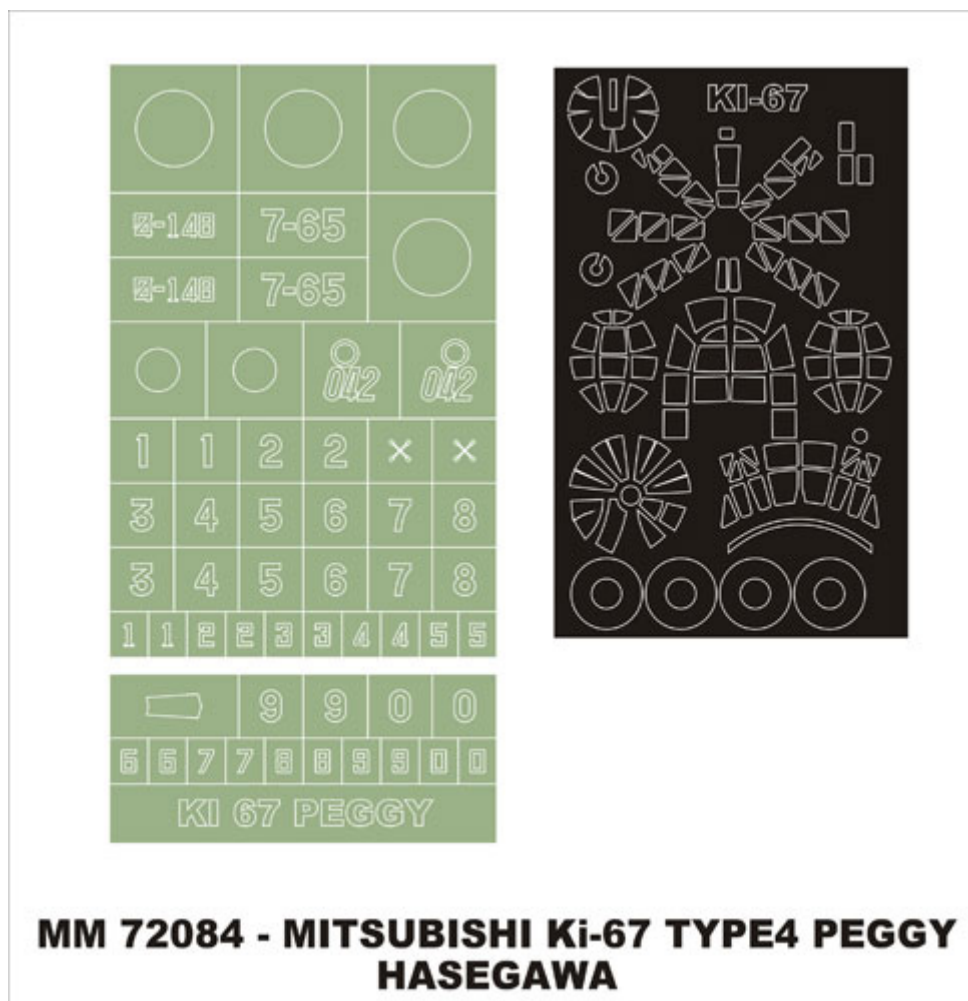 -148 7-65
-148 7-65
042 042
1 1 2 2 × ×
3 4 5 6 7 8
3 4 5 6 7 8
1 1 2 2 3 3 4 4 5 5
9 9 0 0
6 6 7 7 8 8 9 9 0 0
KI 67 PEGGY
KI-67
MM 72084 - MITSUBISHI Ki-67 TYPE4 PEGGY
HASEGAWA